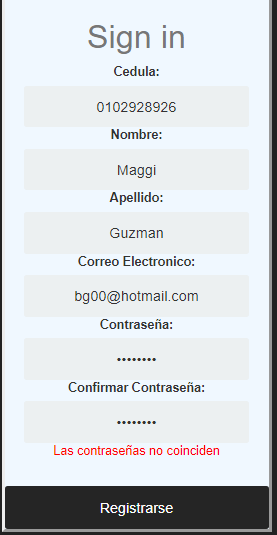 Sign in
Cedula:
0102928926
Nombre:
Maggi
Apellido:
Guzman
Correo Electronico:
bg00@hotmail.com
Contraseña:
••••••••
Confirmar Contraseña:
••••••••
Las contraseñas no coinciden
Registrarse